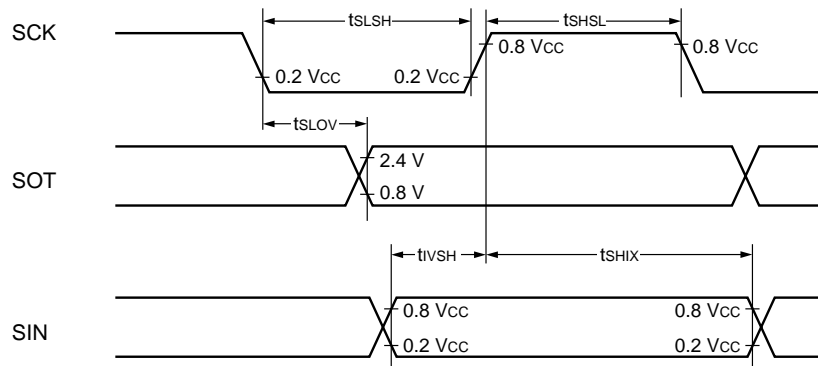 tSLSH
tSHSL
SCK
0.8 VCC
0.8 VCC
0.2 VCC
0.2 VCC
tSLOV
SOT
2.4 V
0.8 V
tIVSH
tSHIX
SIN
0.8 VCC
0.8 VCC
0.2 VCC
0.2 VCC